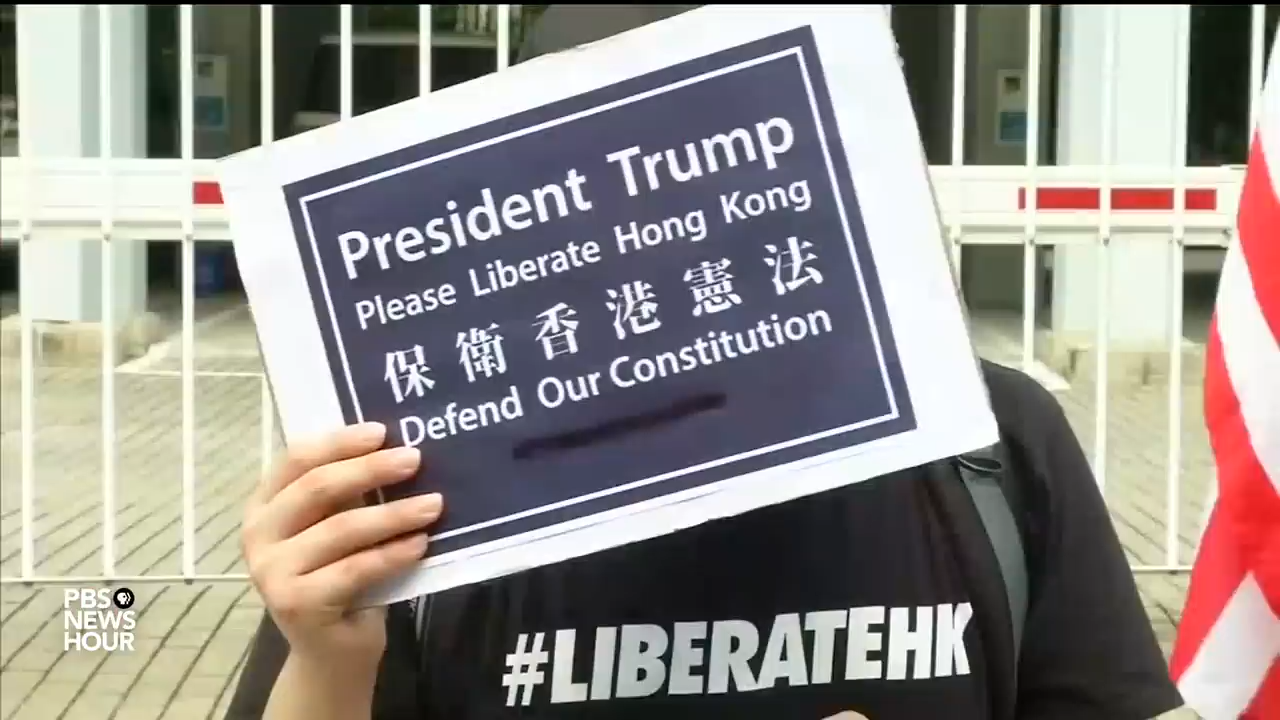 President Trump
Please Liberate Hong Kong
保衛香港憲法
Defend Our Constitution
#LIBERATEHK
PBS
NEWS
HOUR